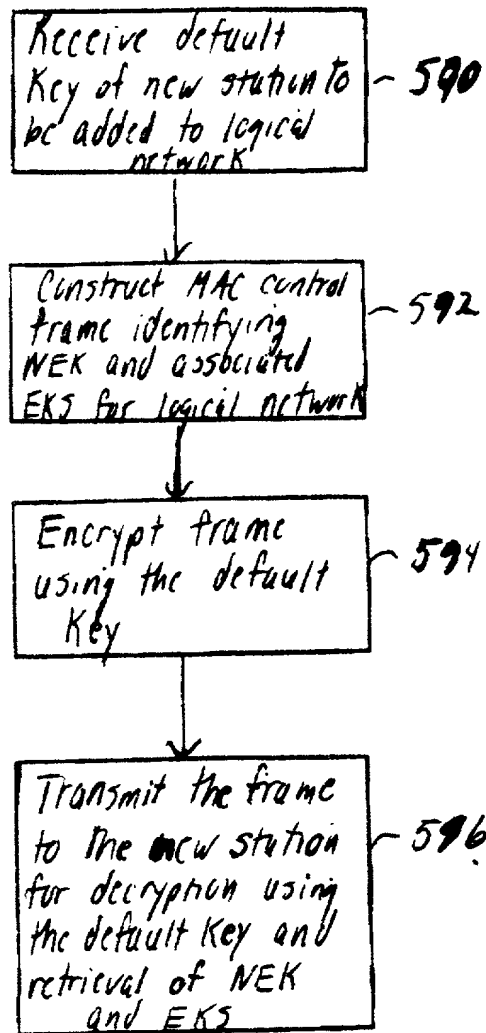 Receive default
Key of new station to
be added to logical
network
590
Construct MAC control
frame identifying
NEK and associated
EKS for logical network
592
Encrypt frame
using the default
Key
594
Transmit the frame
to the new station
for decryption using
the default Key and
retrieval of NEK
and EKS
596